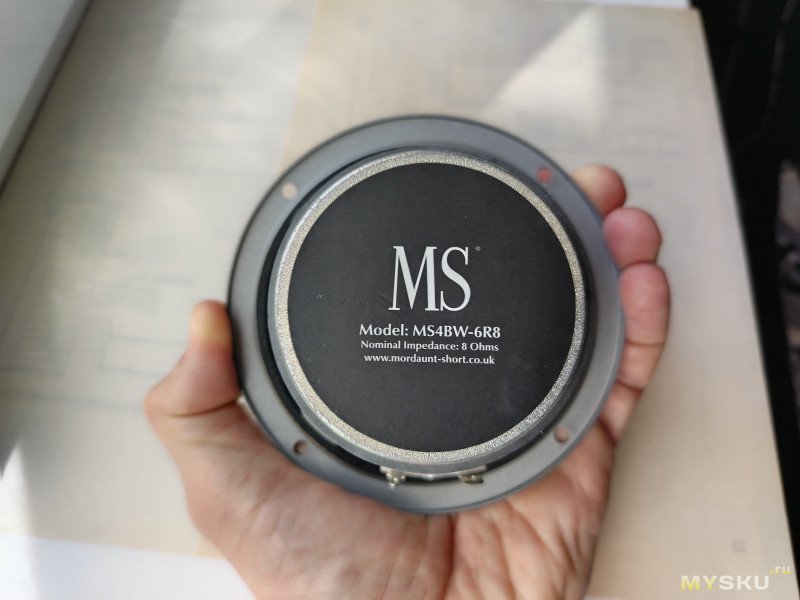 MS®
Model: MS4BW-6R8
Nominal Impedance: 8 Ohms
www.mordaunt-short.co.uk
MYSKU.ru